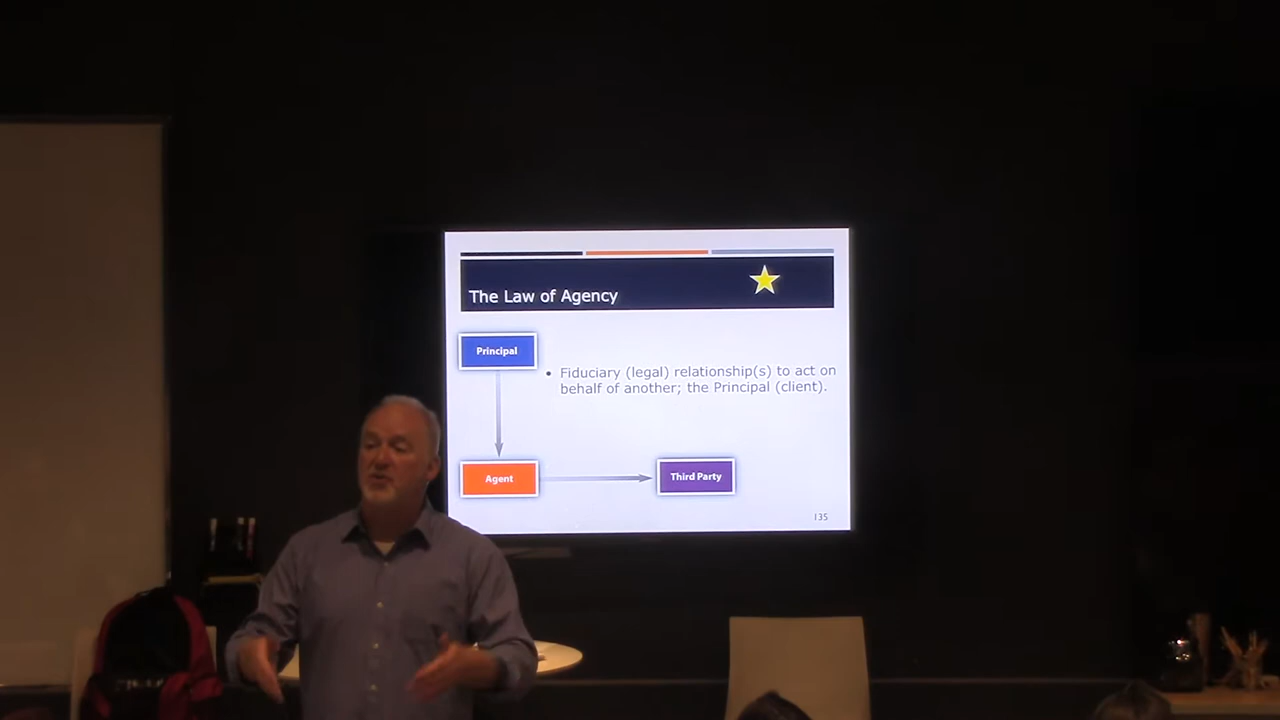 The Law of Agency
Principal
• Fiduciary (legal) relationship(s) to act on
behalf of another; the Principal (client).
Agent
Third Party
135